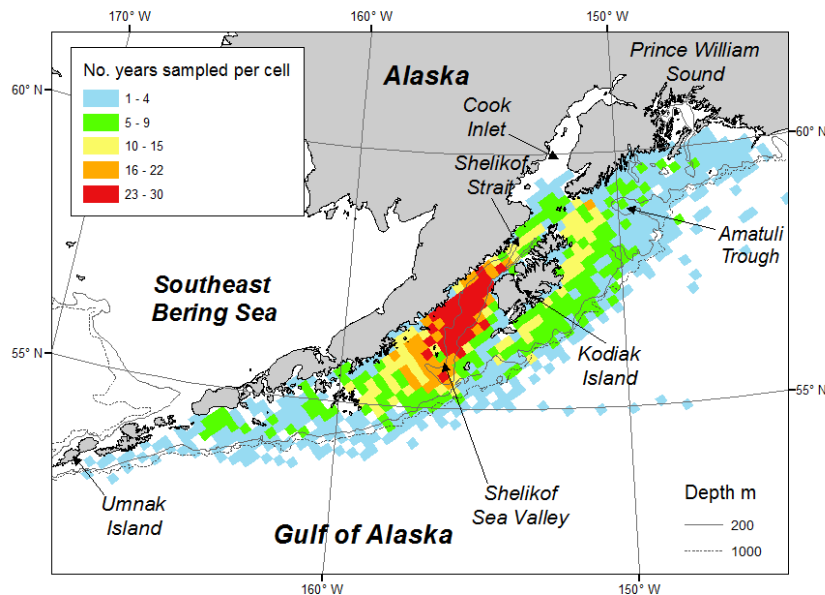 170° W
160° W
150° W
No. years sampled per cell
1 - 4
5 - 9
10 - 15
16 - 22
23 - 30
Alaska
Prince William
Sound
60° N
60° N
Cook
Inlet
Shelikof
Strait
Amatuli
Trough
Southeast
Bering Sea
Kodiak
Island
55° N
55° N
Umnak
Island
Shelikof
Sea Valley
Gulf of Alaska
Depth m
200
1000
160° W
150° W